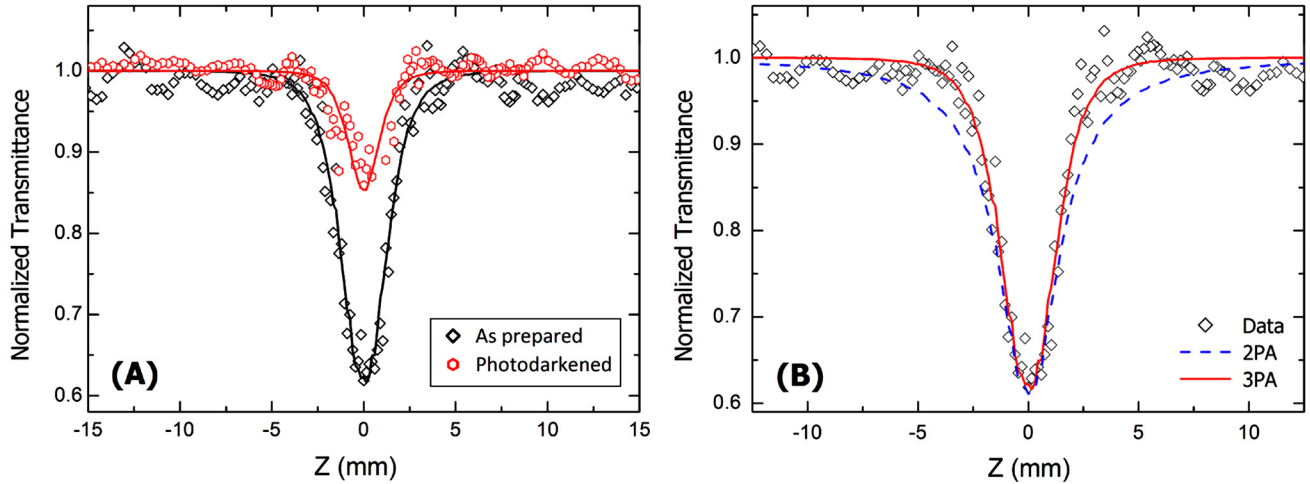 Normalized Transmittance
1.0
0.9
0.8
0.7
0.6
(A)
As prepared
Photodarkened
-15
-10
-5
0
5
10
15
Z (mm)
Normalized Transmittance
1.0
0.9
0.8
0.7
0.6
(B)
Data
2PA
3PA
-10
-5
0
5
10
Z (mm)